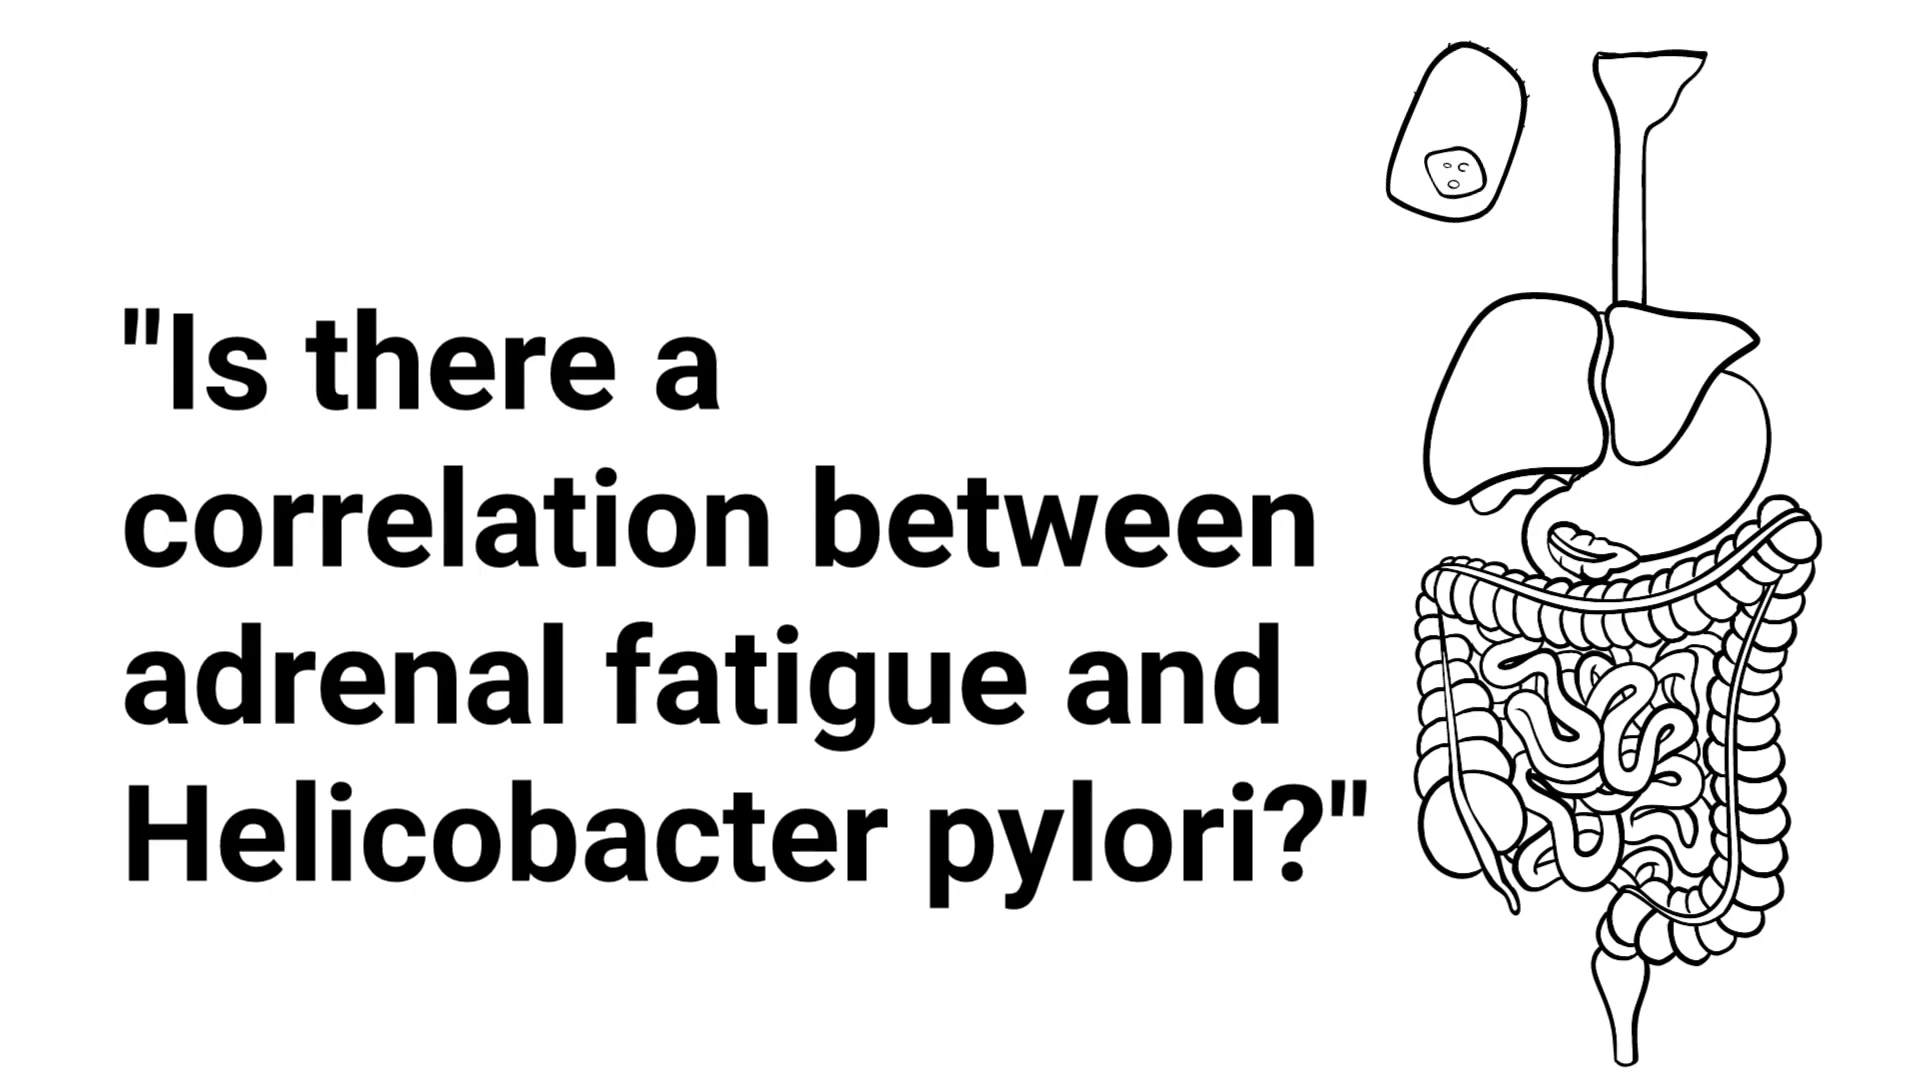 "Is there a
correlation between
adrenal fatigue and
Helicobacter pylori?"